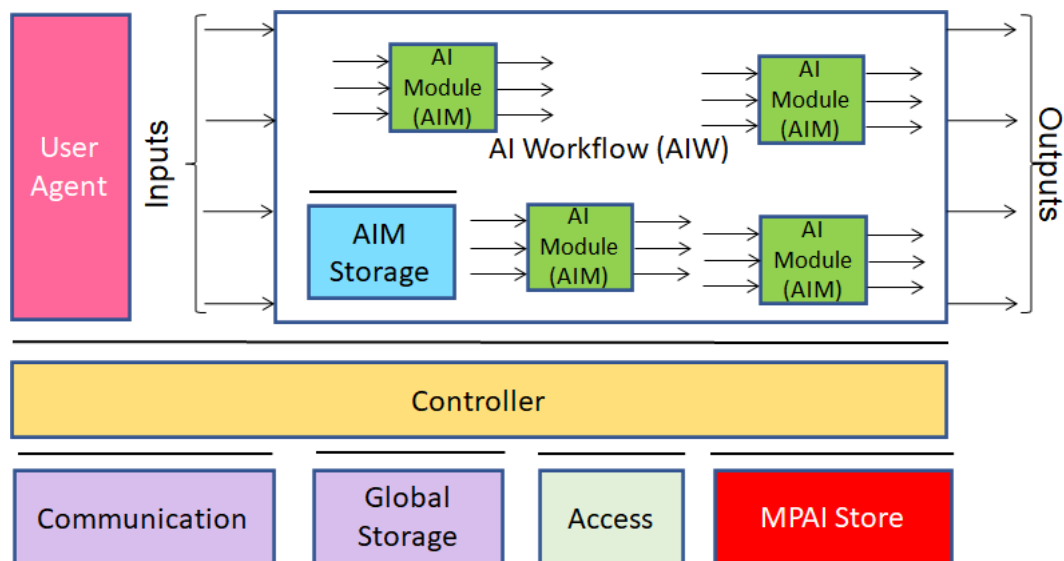 User
Agent
Inputs
AI
Module
(AIM)
AI
Module
(AIM)
AI Workflow (AIW)
AIM
Storage
AI
Module
(AIM)
AI
Module
(AIM)
Outputs
Controller
Communication
Global
Storage
Access
MPAI Store